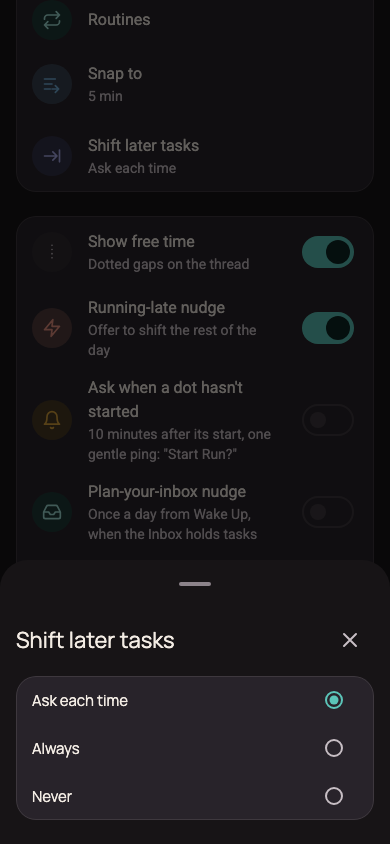 Routines
Snap to
5 min
Shift later tasks
Ask each time
Show free time
Dotted gaps on the thread
Running-late nudge
Offer to shift the rest of the
day
Ask when a dot hasn't
started
10 minutes after its start, one
gentle ping: "Start Run?"
Plan-your-inbox nudge
Once a day from Wake Up,
when the Inbox holds tasks
Shift later tasks
Ask each time
Always
Never